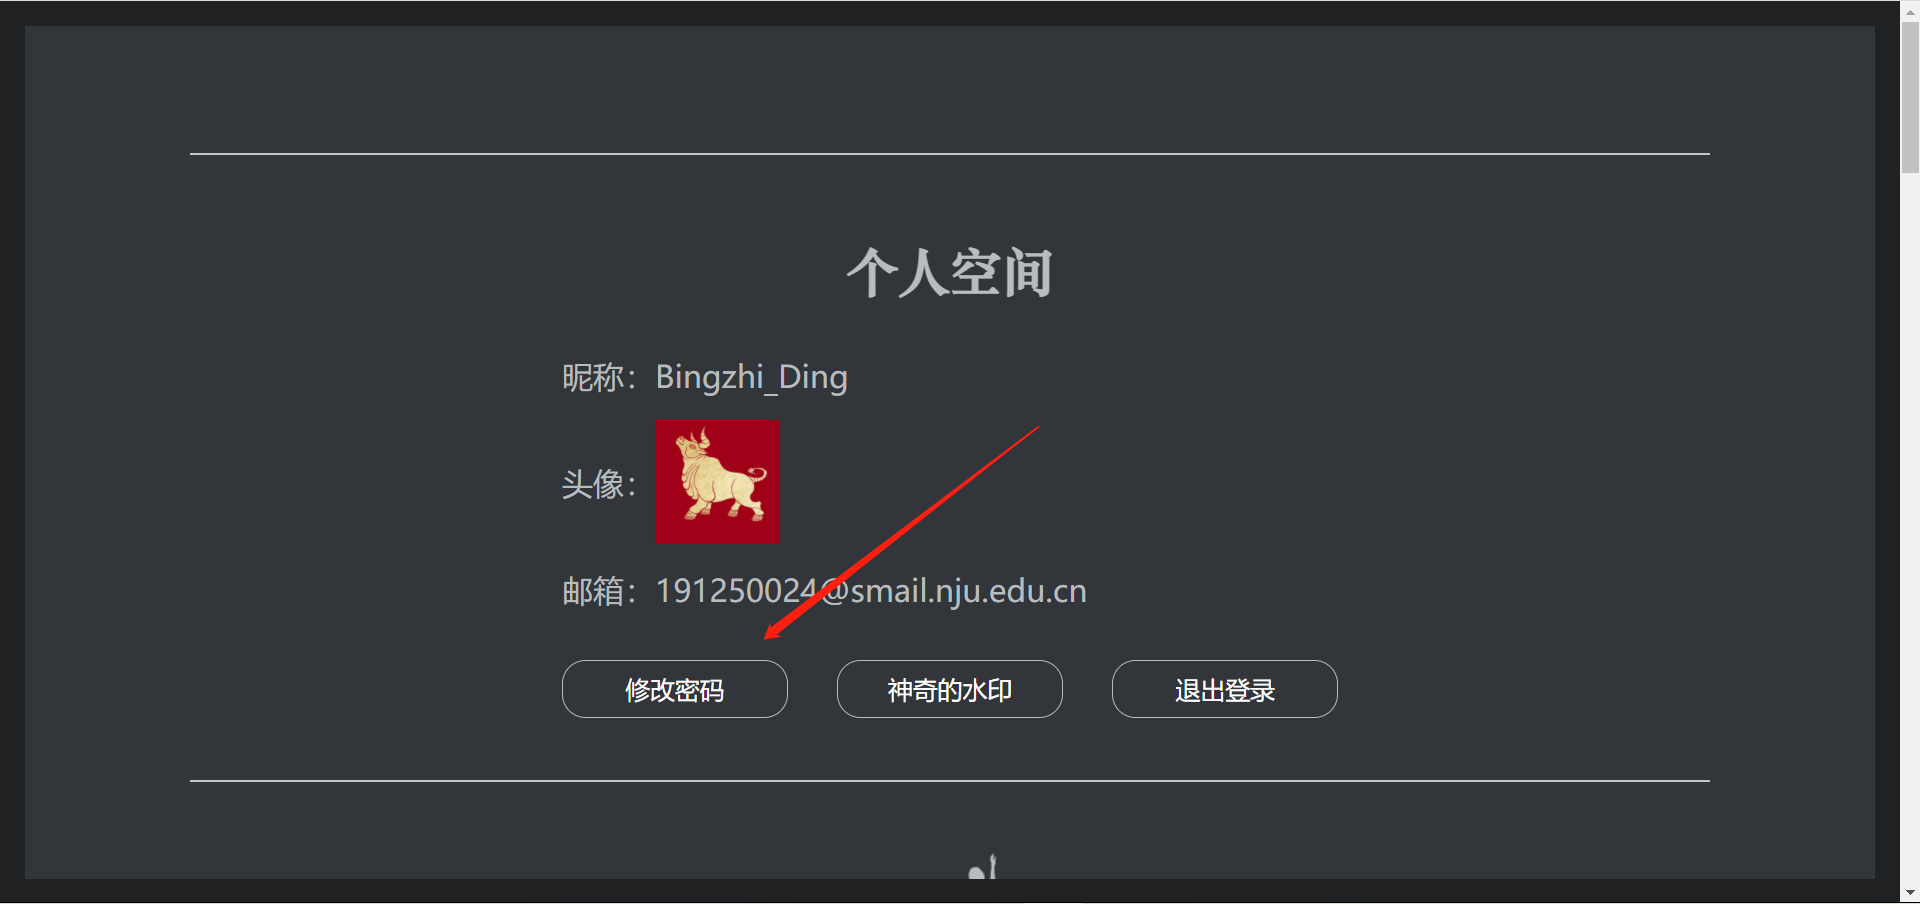 个人空间
昵称：Bingzhi_Ding
头像：
邮箱：191250024@smail.nju.edu.cn
修改密码
神奇的水印
退出登录